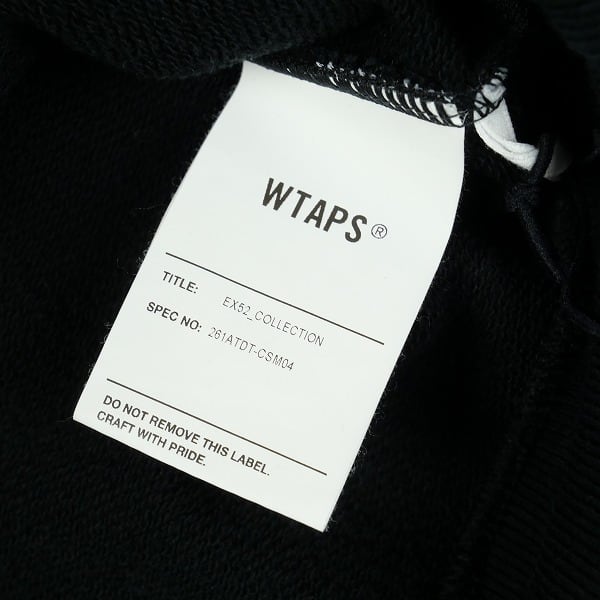 WTAPS®
TITLE: EX52_COLLECTION
SPEC NO: 261ATDT-CSM04
DO NOT REMOVE THIS LABEL.
CRAFT WITH PRIDE.